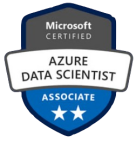 Microsoft
CERTIFIED
AZURE
DATA SCIENTIST
ASSOCIATE